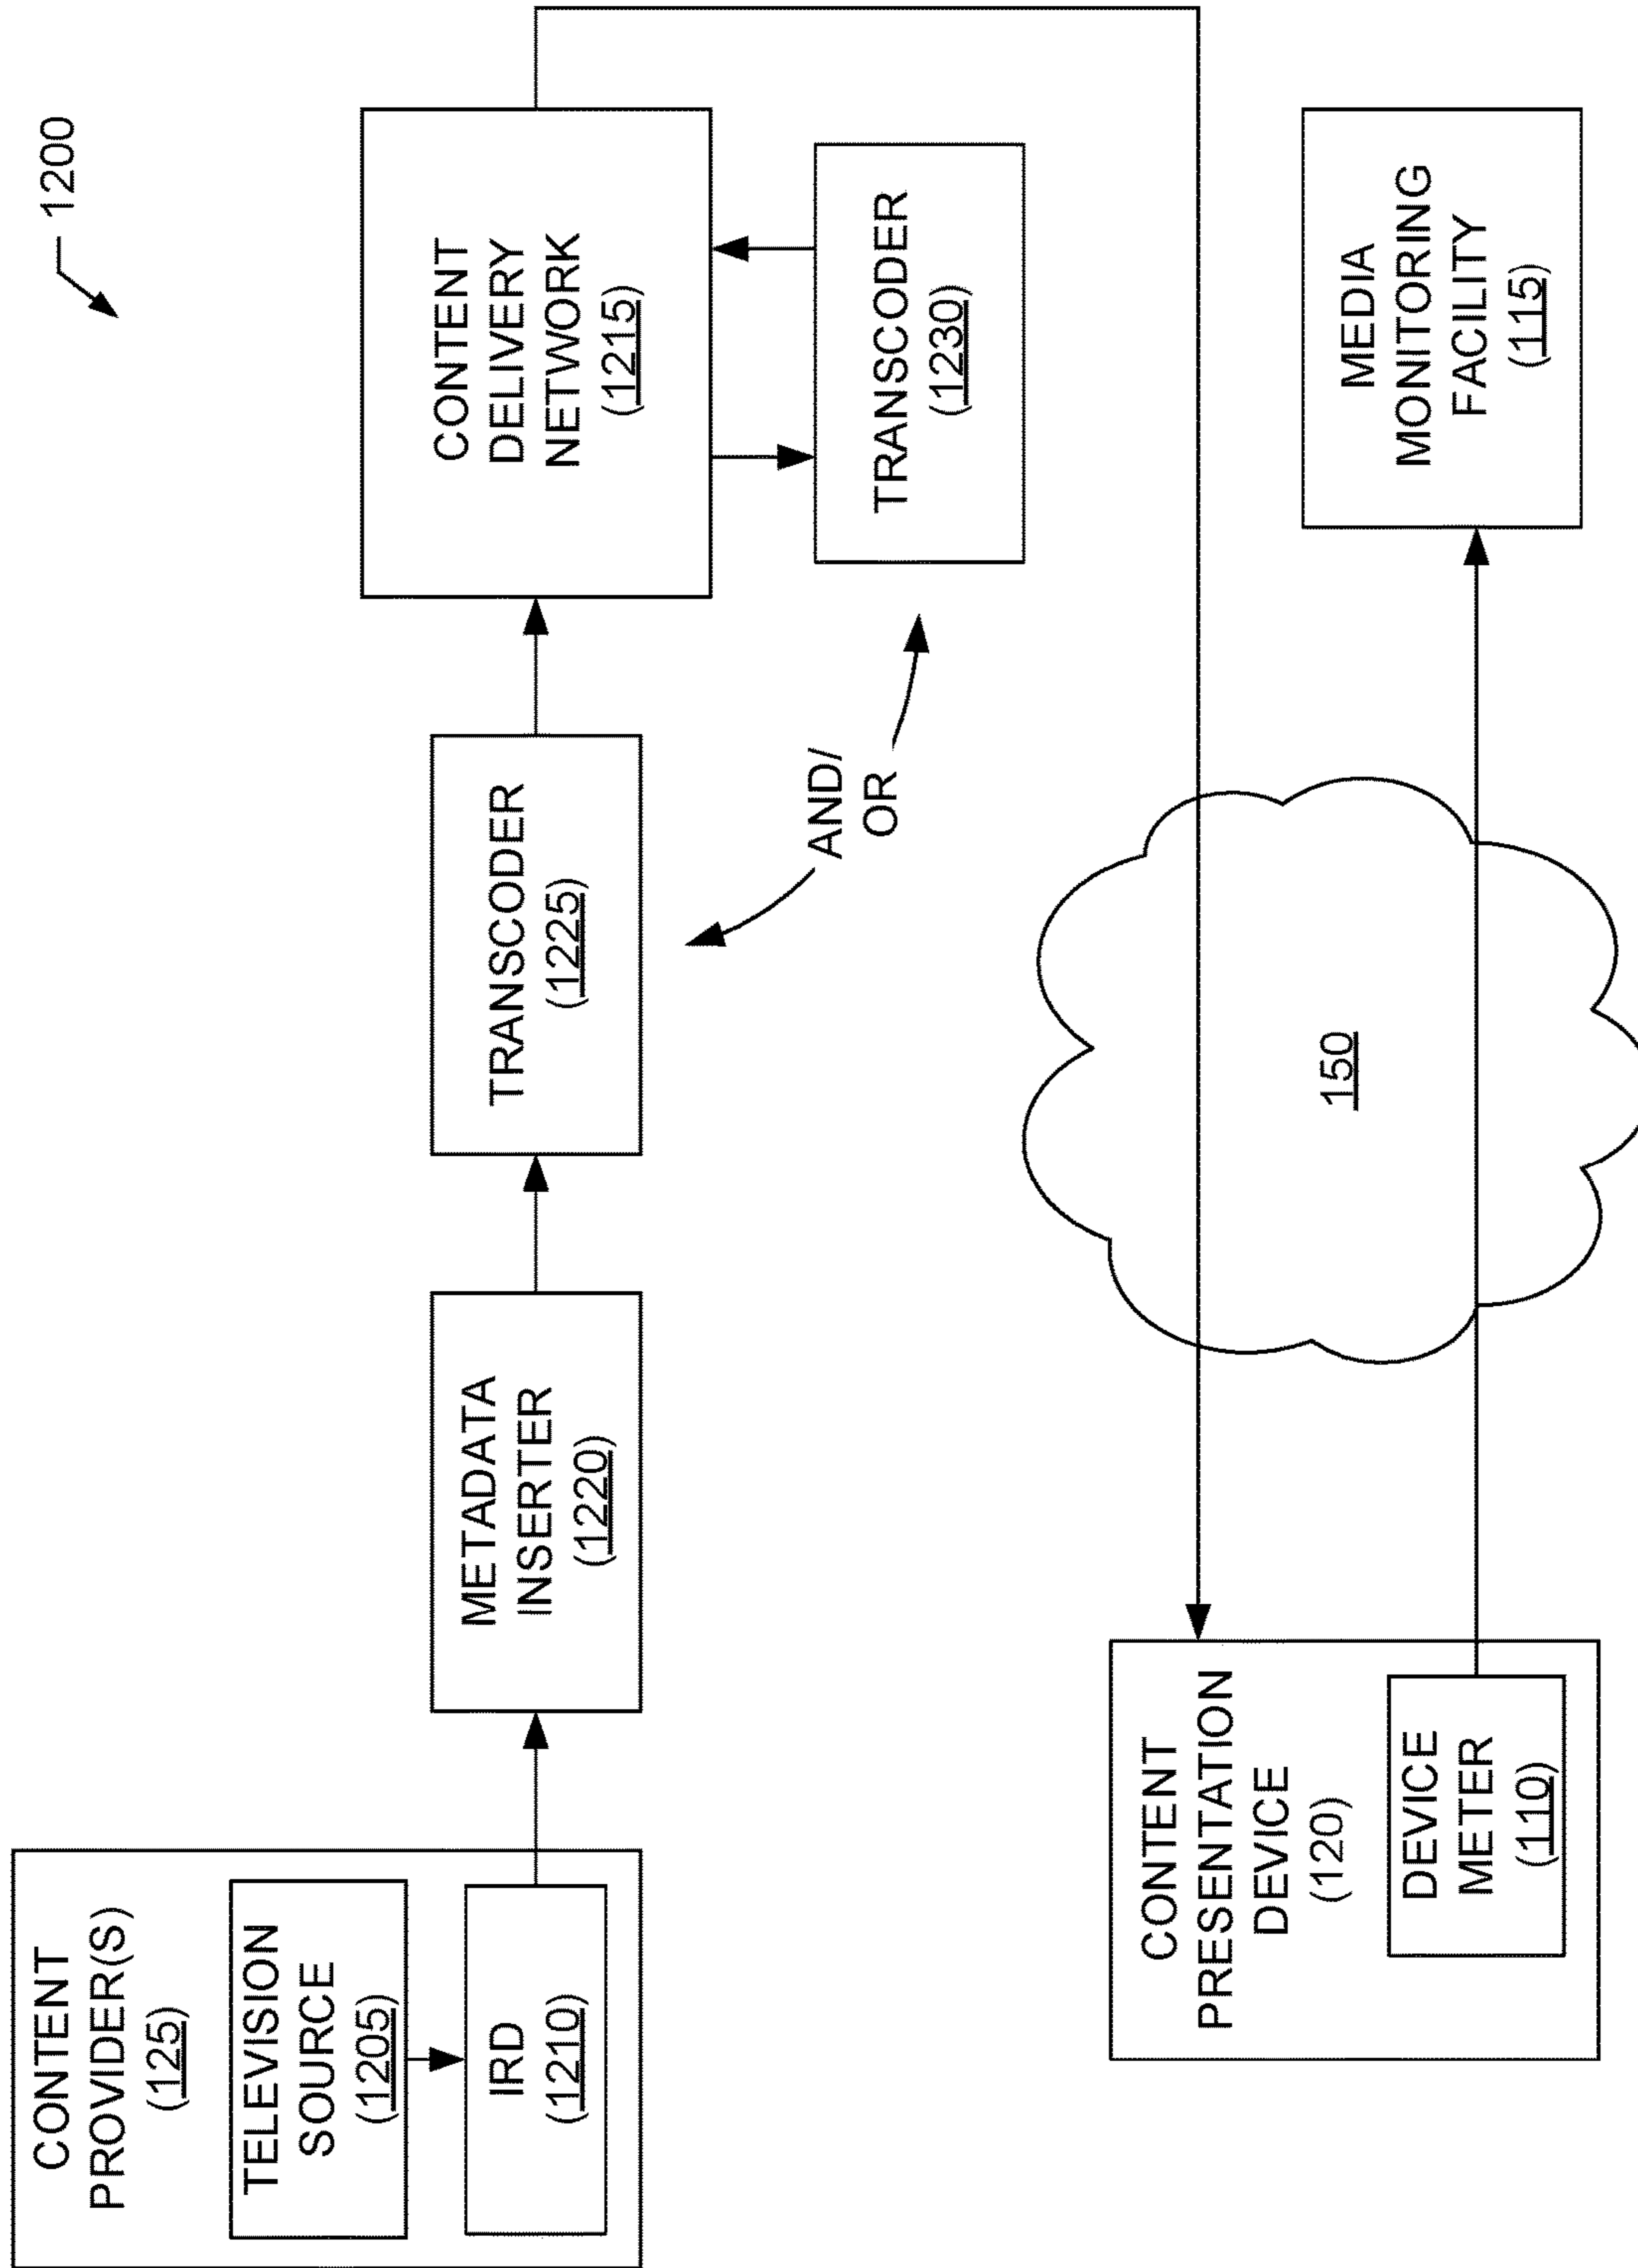 1200
CONTENT
PROVIDER(S)
(125)
TELEVISION
SOURCE
(1205)
IRD
(1210)
METADATA
INSERTER
(1220)
TRANSCODER
(1225)
CONTENT
DELIVERY
NETWORK
(1215)
TRANSCODER
(1230)
AND/
OR
150
CONTENT
PRESENTATION
DEVICE
(120)
DEVICE
METER
(110)
MEDIA
MONITORING
FACILITY
(115)